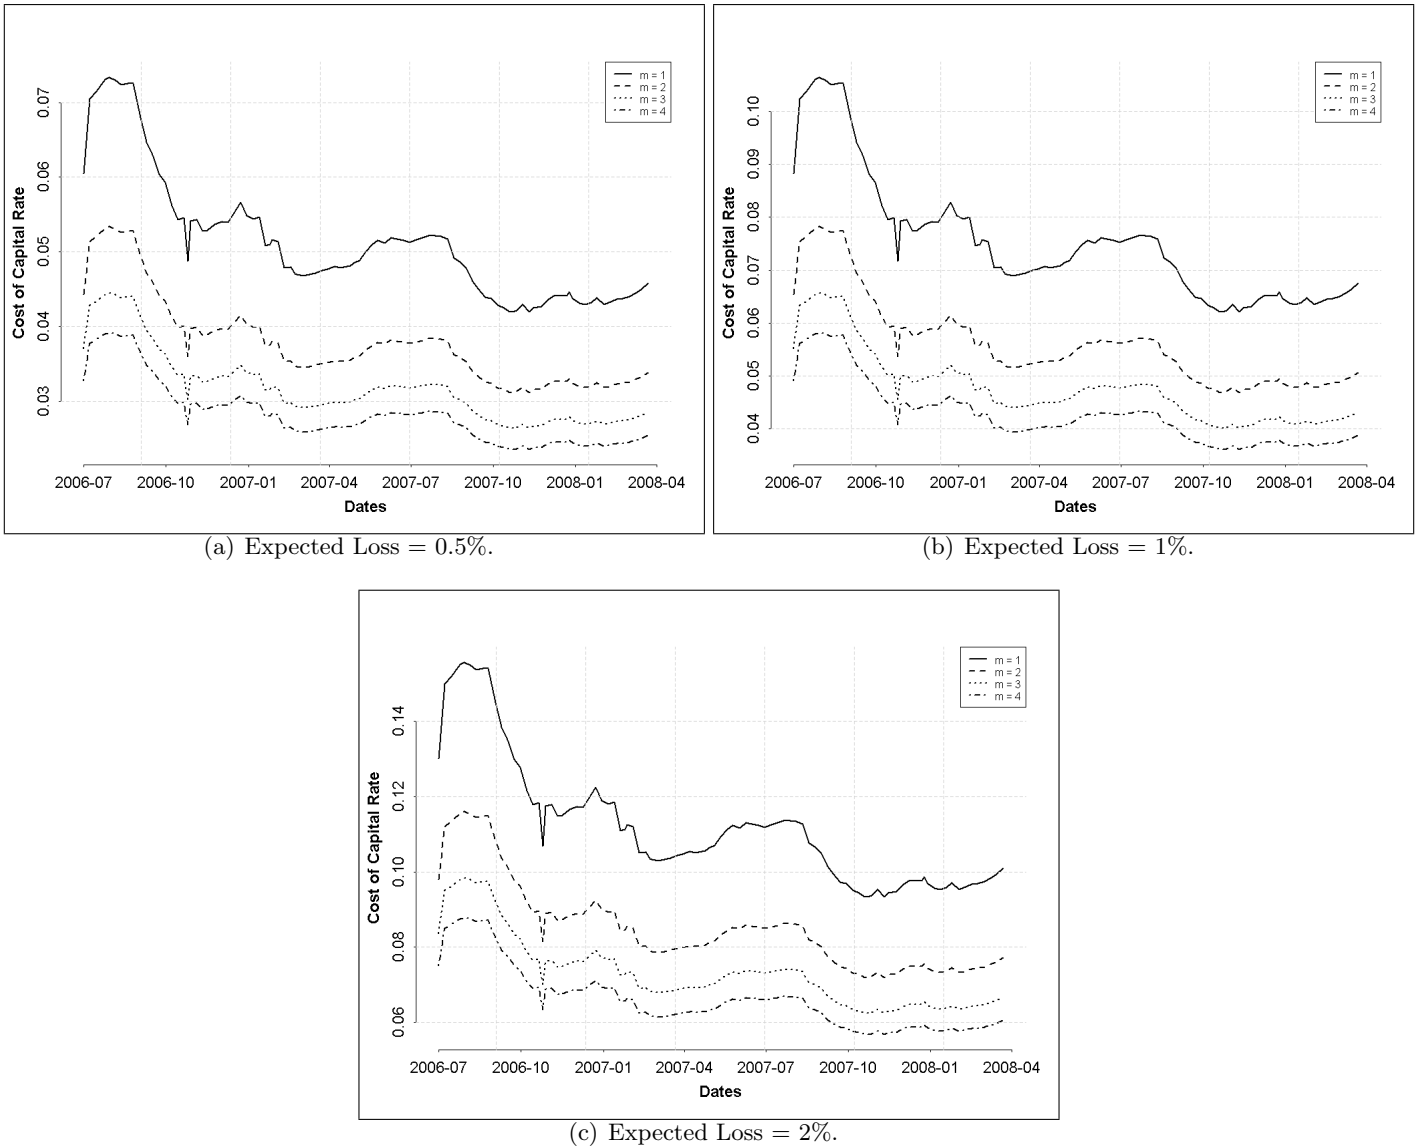 m = 1
m = 2
m = 3
m = 4
0.07
0.06
0.05
0.04
0.03
Cost of Capital Rate
2006-07 2006-10 2007-01 2007-04 2007-07 2007-10 2008-01 2008-04
Dates
(a) Expected Loss = 0.5%.
m = 1
m = 2
m = 3
m = 4
0.10
0.09
0.08
0.07
0.06
0.05
0.04
Cost of Capital Rate
2006-07 2006-10 2007-01 2007-04 2007-07 2007-10 2008-01 2008-04
Dates
(b) Expected Loss = 1%.
m = 1
m = 2
m = 3
m = 4
0.14
0.12
0.10
0.08
0.06
Cost of Capital Rate
2006-07 2006-10 2007-01 2007-04 2007-07 2007-10 2008-01 2008-04
Dates
(c) Expected Loss = 2%.